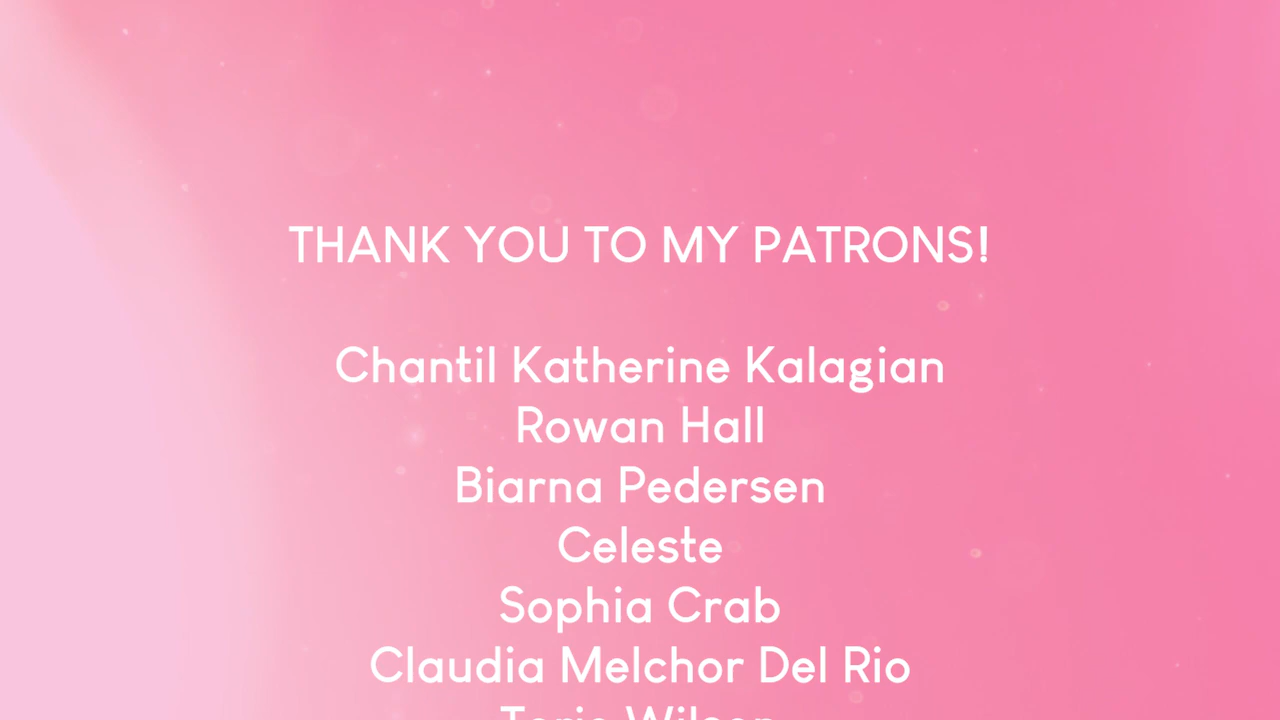 THANK YOU TO MY PATRONS!
Chantil Katherine Kalagian
Rowan Hall
Biarna Pedersen
Celeste
Sophia Crab
Claudia Melchor Del Rio